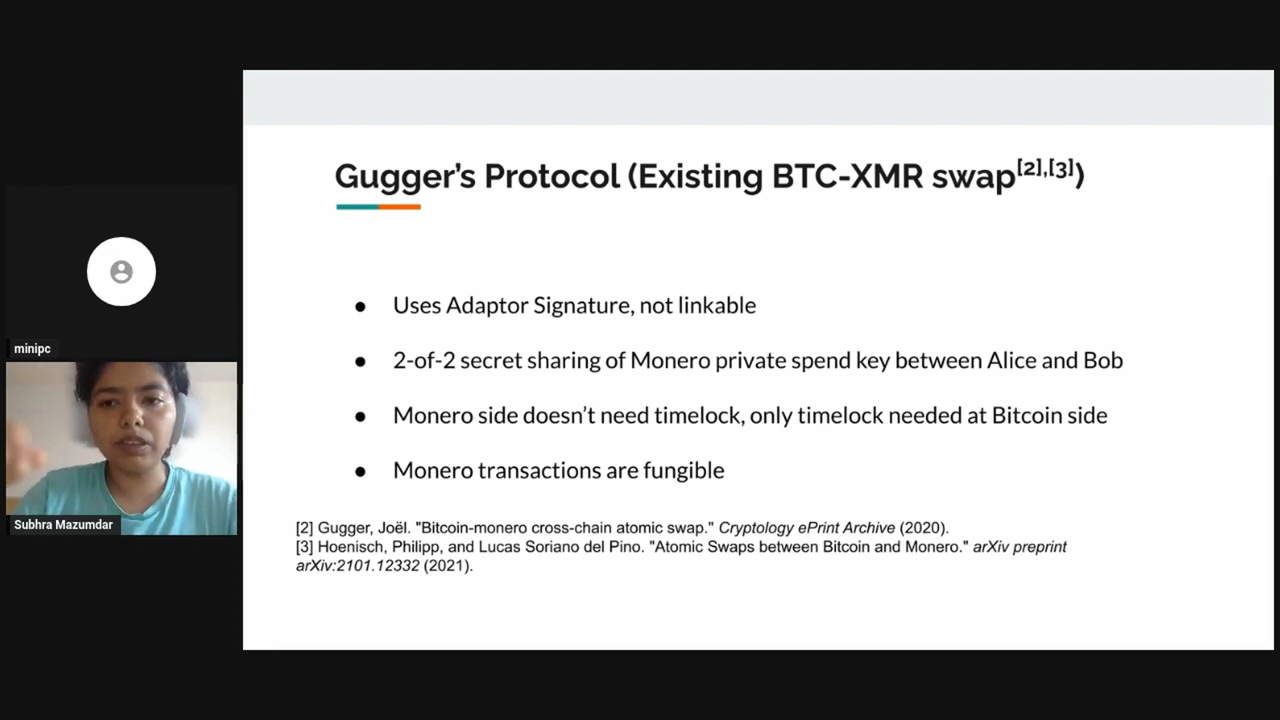 Gugger’s Protocol (Existing BTC-XMR swap[2],[3])
● Uses Adaptor Signature, not linkable
● 2-of-2 secret sharing of Monero private spend key between Alice and Bob
● Monero side doesn’t need timelock, only timelock needed at Bitcoin side
● Monero transactions are fungible
[2] Gugger, Joël. "Bitcoin-monero cross-chain atomic swap." Cryptology ePrint Archive (2020).
[3] Hoenisch, Philipp, and Lucas Soriano del Pino. "Atomic Swaps between Bitcoin and Monero." arXiv preprint
arXiv:2101.12332 (2021).
minipc
Subhra Mazumdar